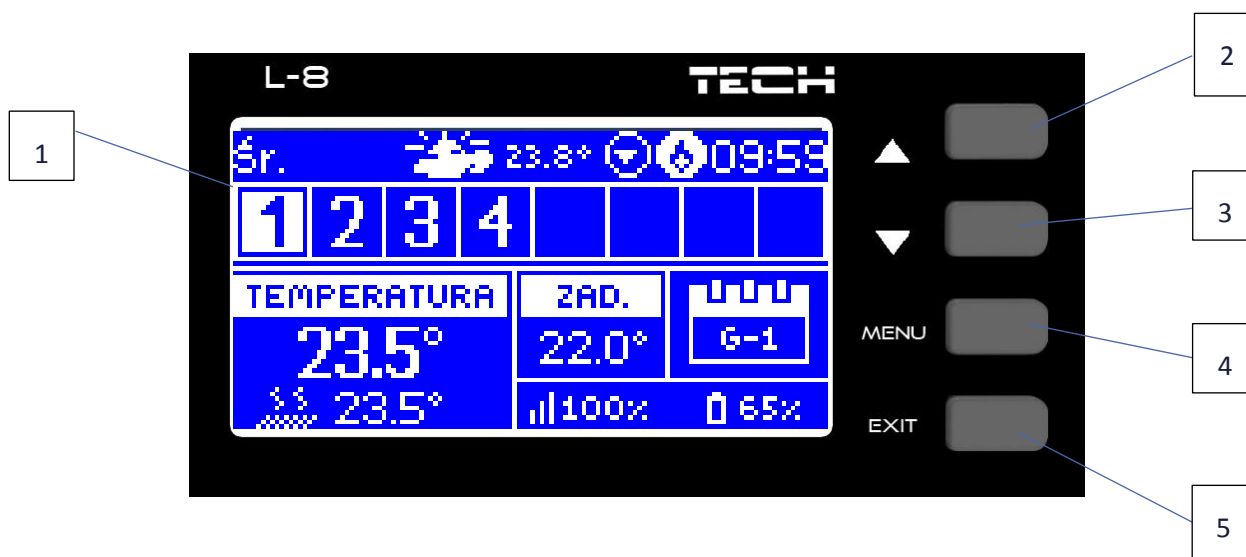 L-8 TECH
Śr. 23.8° 09:59
1 2 3 4
TEMPERATURA ZAD.
23.5° 22.0° G-1
23.5° 100% 65%
MENU
EXIT
1
2
3
4
5